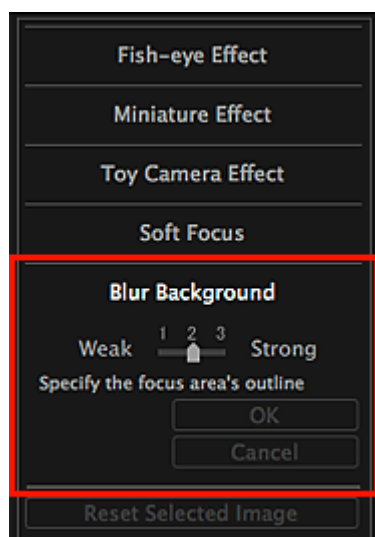 Fish-eye Effect
Miniature Effect
Toy Camera Effect
Soft Focus
Blur Background
1 2 3
Weak Strong
Specify the focus area's outline
OK
Cancel
Reset Selected Image